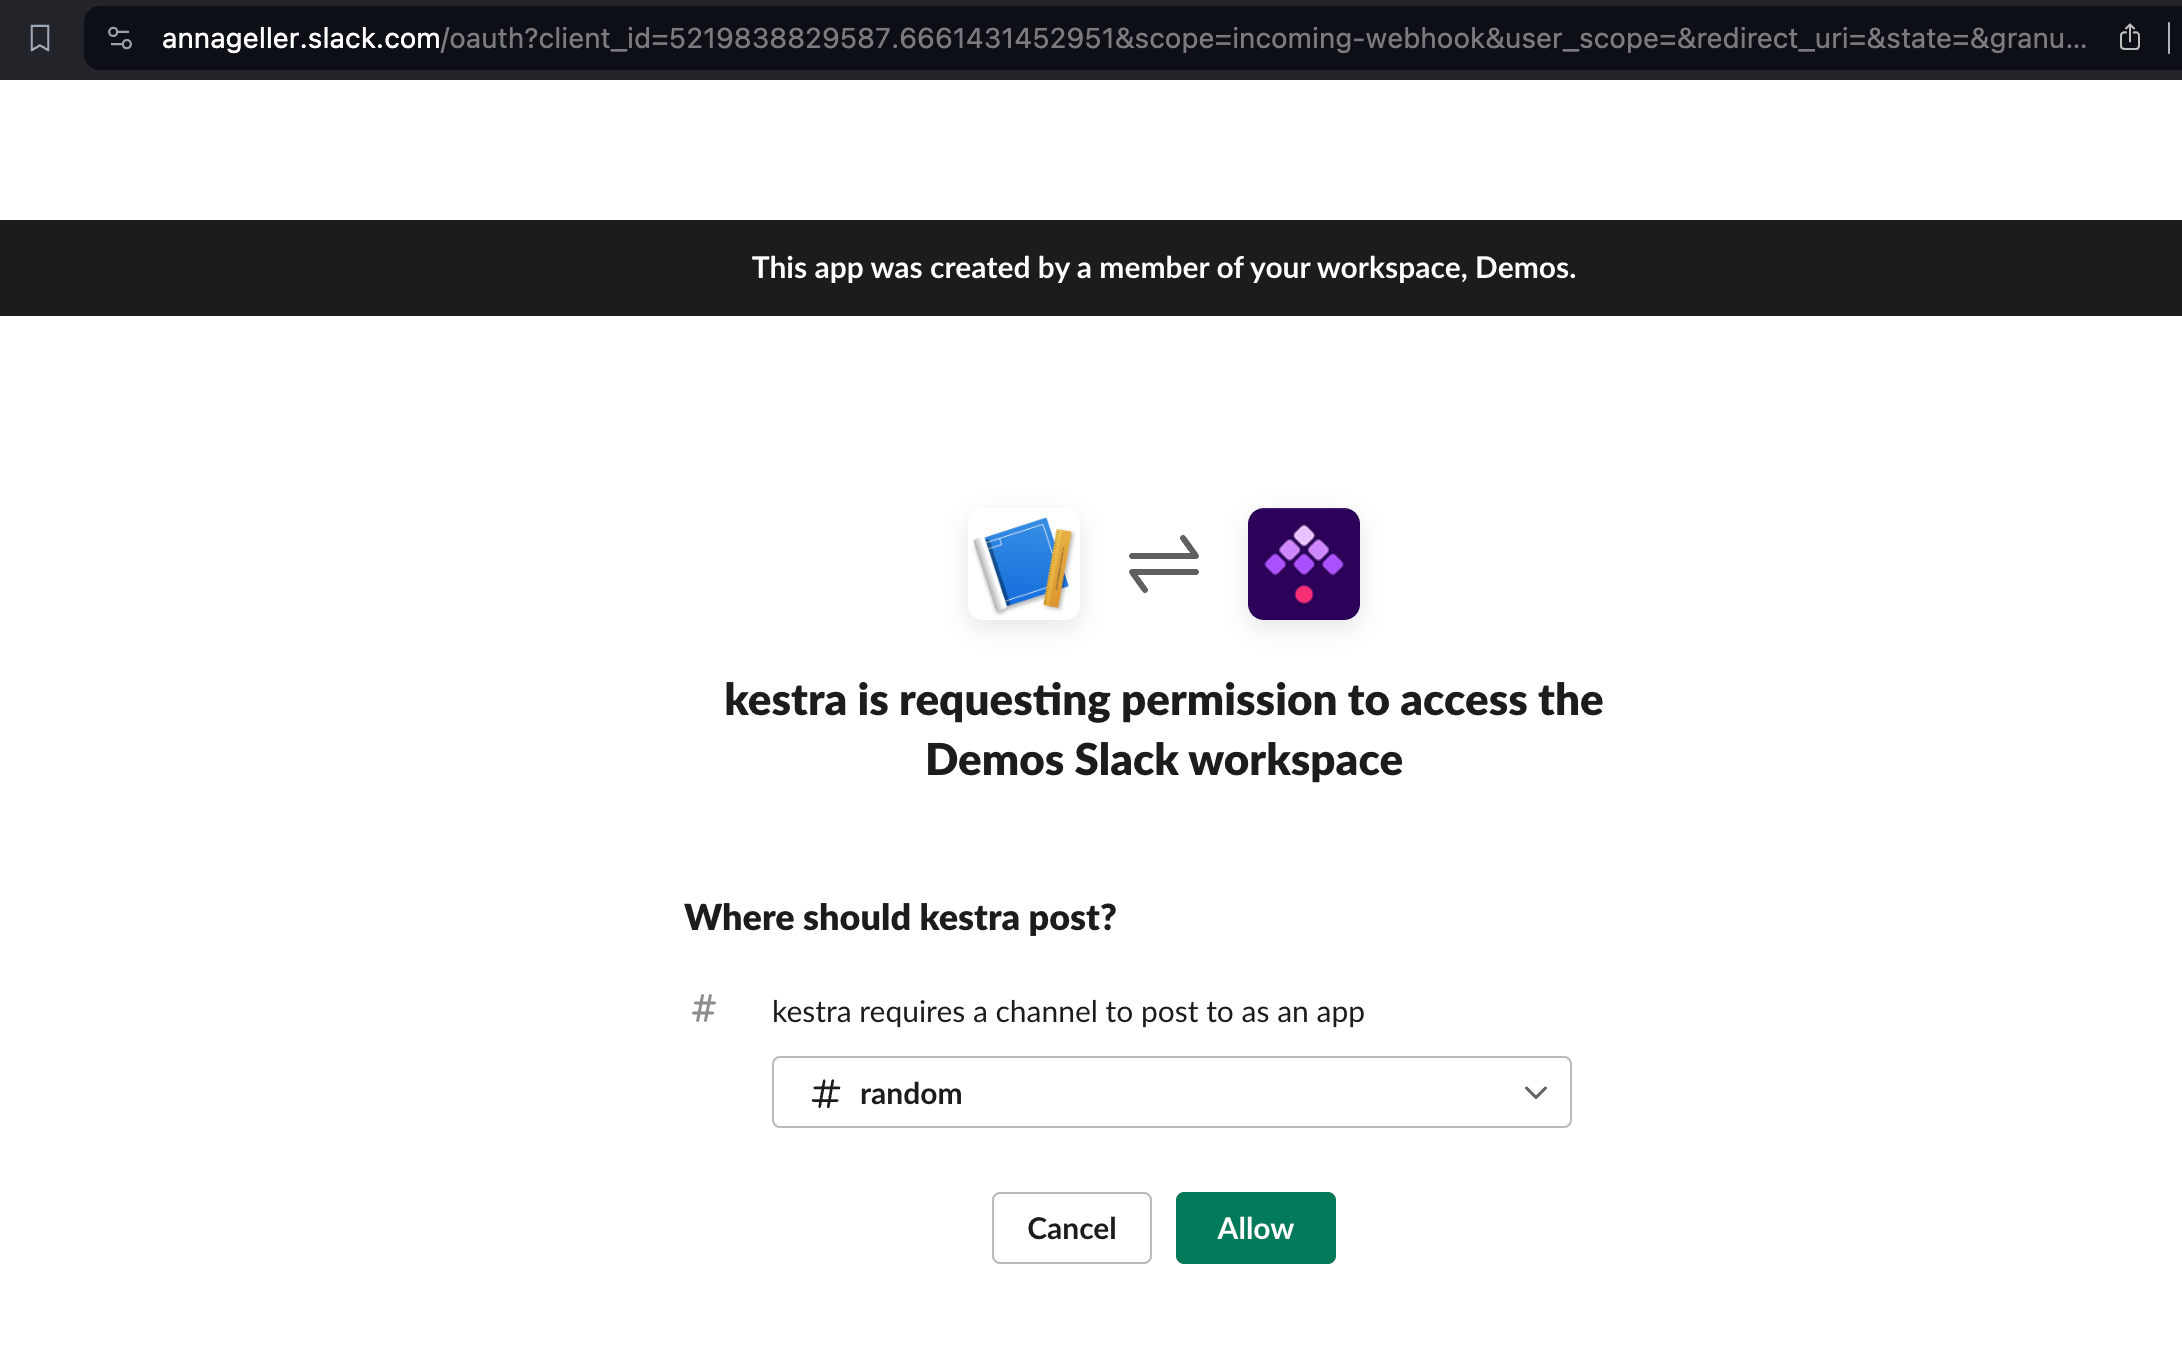 annageller.slack.com/oauth?client_id=5219838829587.6661431452951&scope=incoming-webhook&user_scope=&redirect_uri=&state=&granu...
This app was created by a member of your workspace, Demos.
kestra is requesting permission to access the
Demos Slack workspace
Where should kestra post?
# kestra requires a channel to post to as an app
# random
Cancel Allow